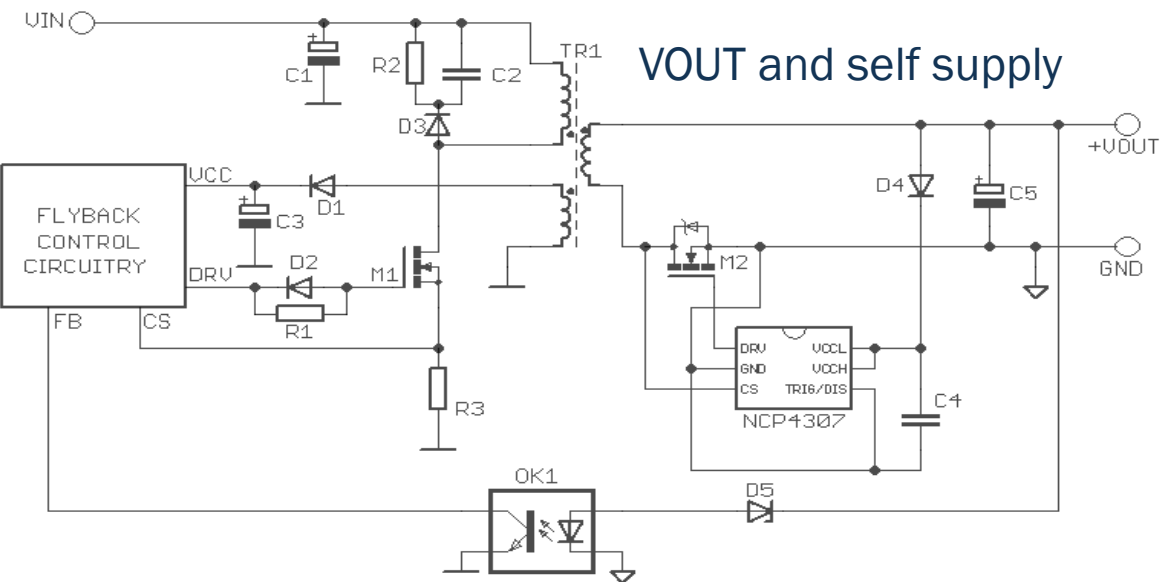 VIN
TR1
VOUT and self supply
C1
R2
C2
D3
+VOUT
VCC
D1
D4
C5
FLYBACK
CONTROL
CIRCUITRY
C3
DRV
D2
M1
M2
GND
R1
FB
CS
DRV
GND
CS
VCCL
VCCH
TRIG/DIS
NCP4307
C4
R3
OK1
D5